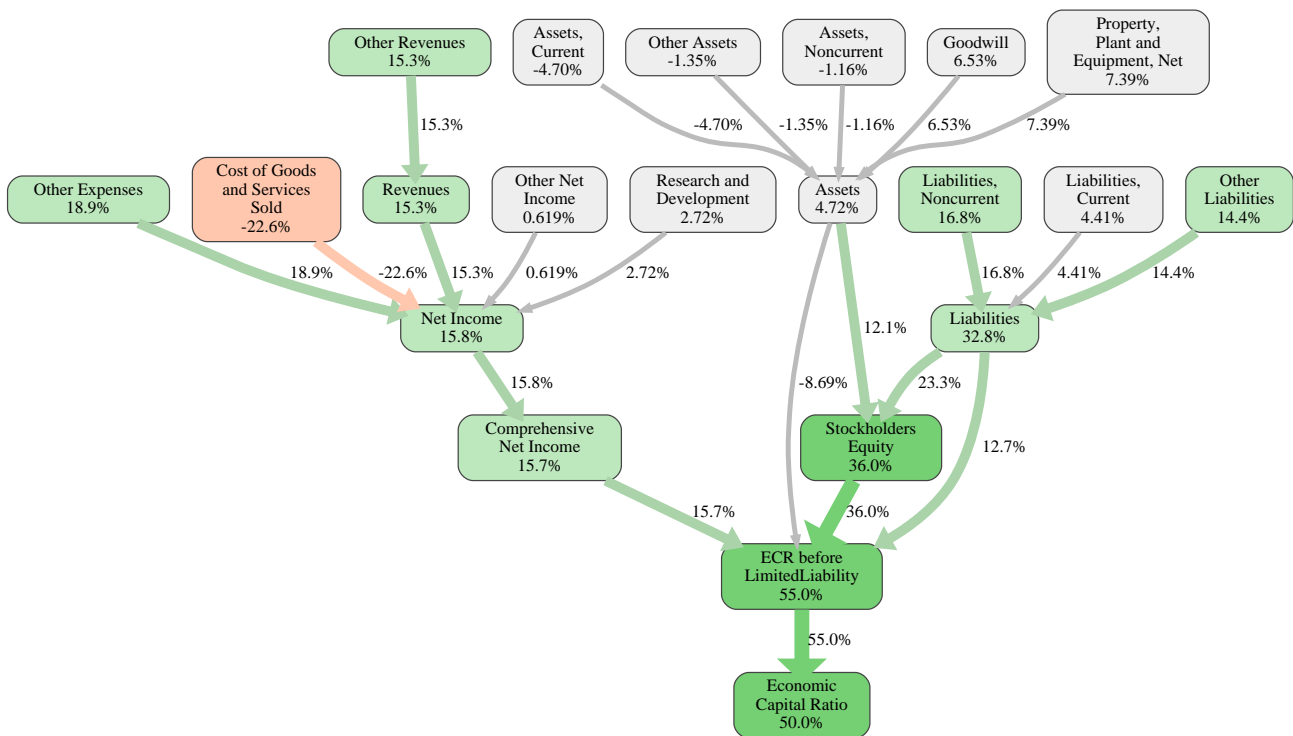 Other Revenues
15.3%
Assets,
Current
-4.70%
Other Assets
-1.35%
Assets,
Noncurrent
-1.16%
Goodwill
6.53%
Property,
Plant and
Equipment, Net
7.39%
15.3%
-4.70%
-1.35%
-1.16%
6.53%
7.39%
Other Expenses
18.9%
Cost of Goods
and Services
Sold
-22.6%
Revenues
15.3%
Other Net
Income
0.619%
Research and
Development
2.72%
Assets
4.72%
Liabilities,
Noncurrent
16.8%
Liabilities,
Current
4.41%
Other
Liabilities
14.4%
18.9%
-22.6%
15.3%
0.619%
2.72%
16.8%
4.41%
14.4%
Net Income
15.8%
12.1%
Liabilities
32.8%
15.8%
-8.69%
23.3%
Comprehensive
Net Income
15.7%
Stockholders
Equity
36.0%
12.7%
15.7%
36.0%
ECR before
LimitedLiability
55.0%
55.0%
Economic
Capital Ratio
50.0%